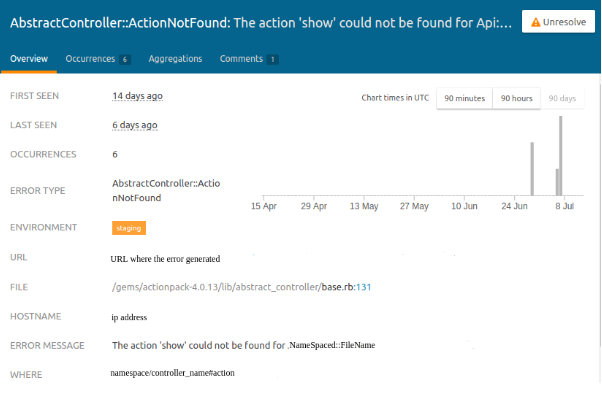 AbstractController::ActionNotFound: The action 'show' could not be found for Api:...
Unresolve
Overview Occurrences 6 Aggregations Comments 1
FIRST SEEN 14 days ago
Chart times in UTC 90 minutes 90 hours 90 days
LAST SEEN 6 days ago
OCCURRENCES 6
ERROR TYPE AbstractController::Actio
nNotFound
15 Apr 29 Apr 13 May 27 May 10 Jun 24 Jun 8 Jul
ENVIRONMENT staging
URL URL where the error generated
FILE /gems/actionpack-4.0.13/lib/abstract_controller/base.rb:131
HOSTNAME ip address
ERROR MESSAGE The action 'show' could not be found for .NameSpaced::FileName
WHERE namespace/controller_name#action